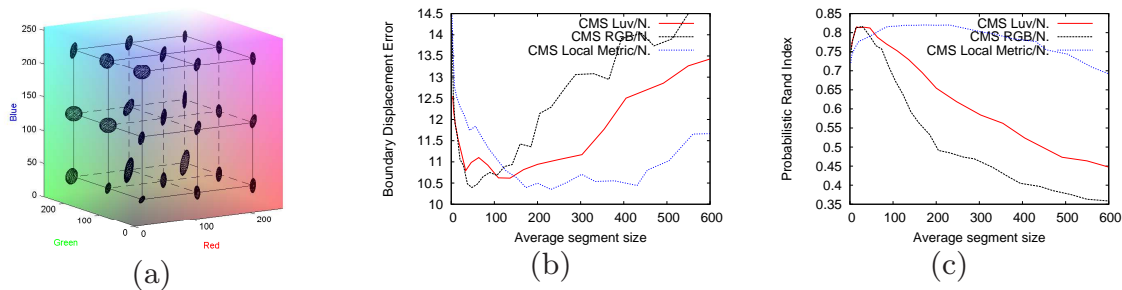 250
200
150
100
50
0
Blue
200
100
0
0
100
200
Green
Red
(a)
14.5
14
13.5
13
12.5
12
11.5
11
10.5
10
Boundary Displacement Error
CMS Luv/N.
CMS RGB/N.
CMS Local Metric/N.
0 100 200 300 400 500 600
Average segment size
(b)
0.85
0.8
0.75
0.7
0.65
0.6
0.55
0.5
0.45
0.4
0.35
Probabilistic Rand Index
CMS Luv/N.
CMS RGB/N.
CMS Local Metric/N.
0 100 200 300 400 500 600
Average segment size
(c)